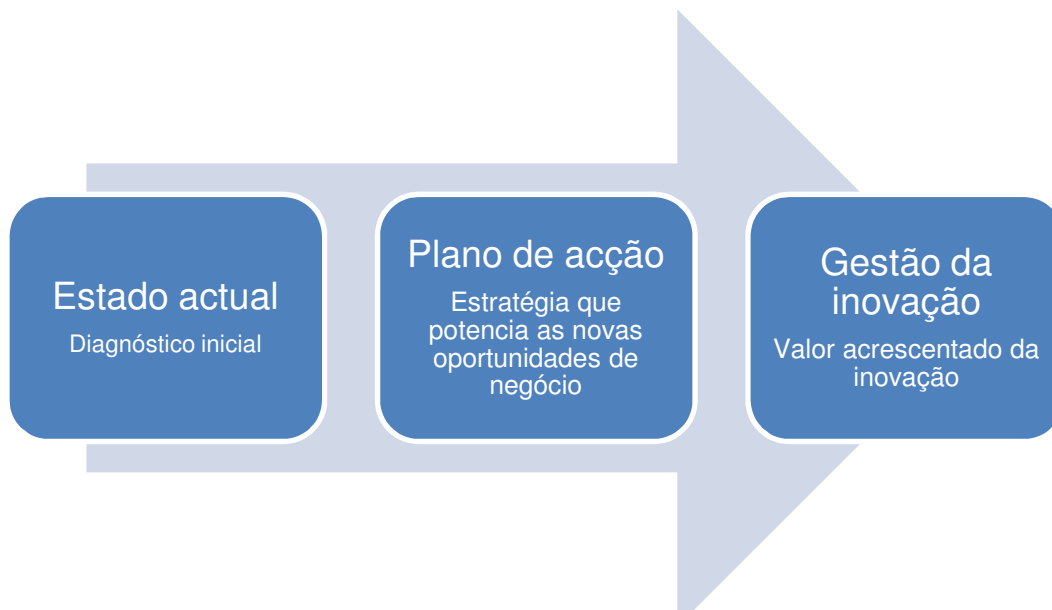 Estado actual
Diagnóstico inicial
Plano de acção
Estratégia que
potencia as novas
oportunidades de
negócio
Gestão da
inovação
Valor acrescentado da
inovação